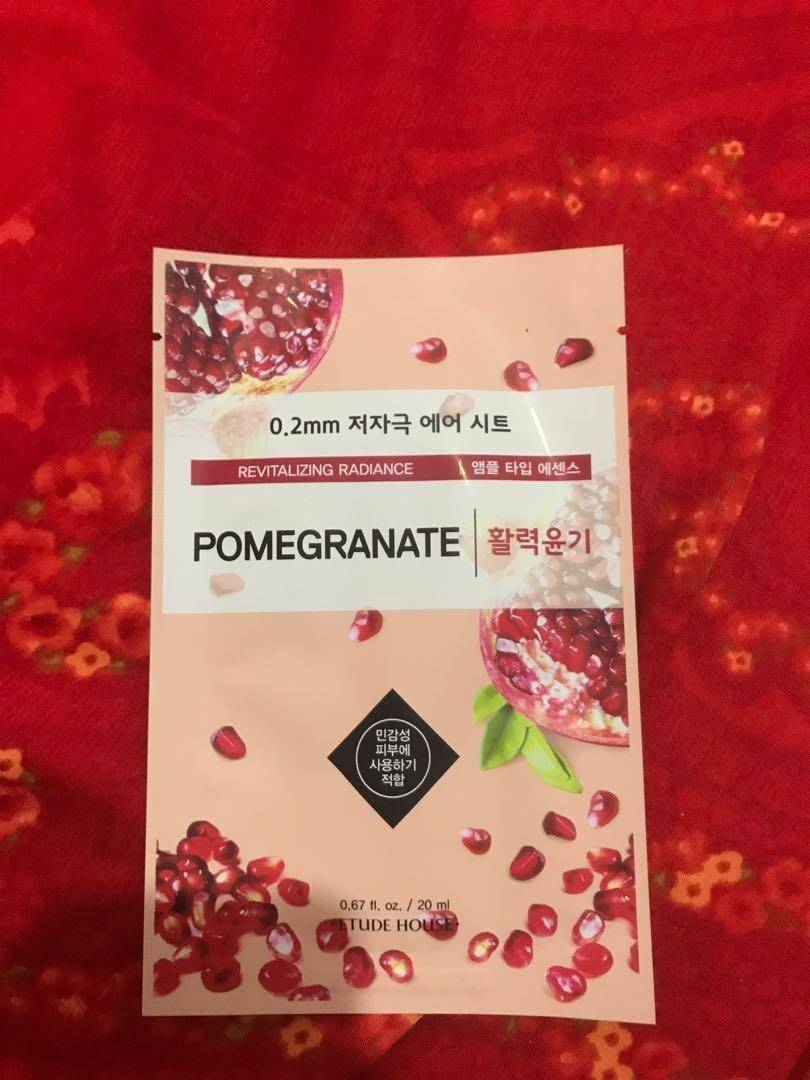 0.2mm 저자극 에어 시트
REVITALIZING RADIANCE | 앰플 타입 에센스
POMEGRANATE | 활력윤기
민감성
피부에
사용하기
적합
0.67 fl. oz. / 20 ml
ETUDE HOUSE